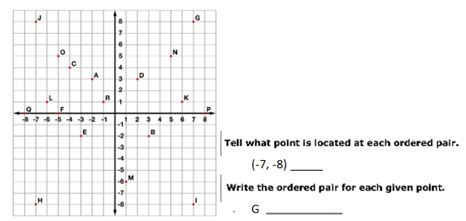 J
8
G
7
6
O
5
N
C
4
A
3
D
2
L
R
1
K
Q
F
P
-8 -7 -6 -5 -4 -3 -2 -1
1 2 3 4 5 6 7 8
-1
E
-2
B
-3
-4
-5
-6
M
-7
H
-8
I
Tell what point is located at each ordered pair.
(-7, -8) _____
Write the ordered pair for each given point.
. G ___________